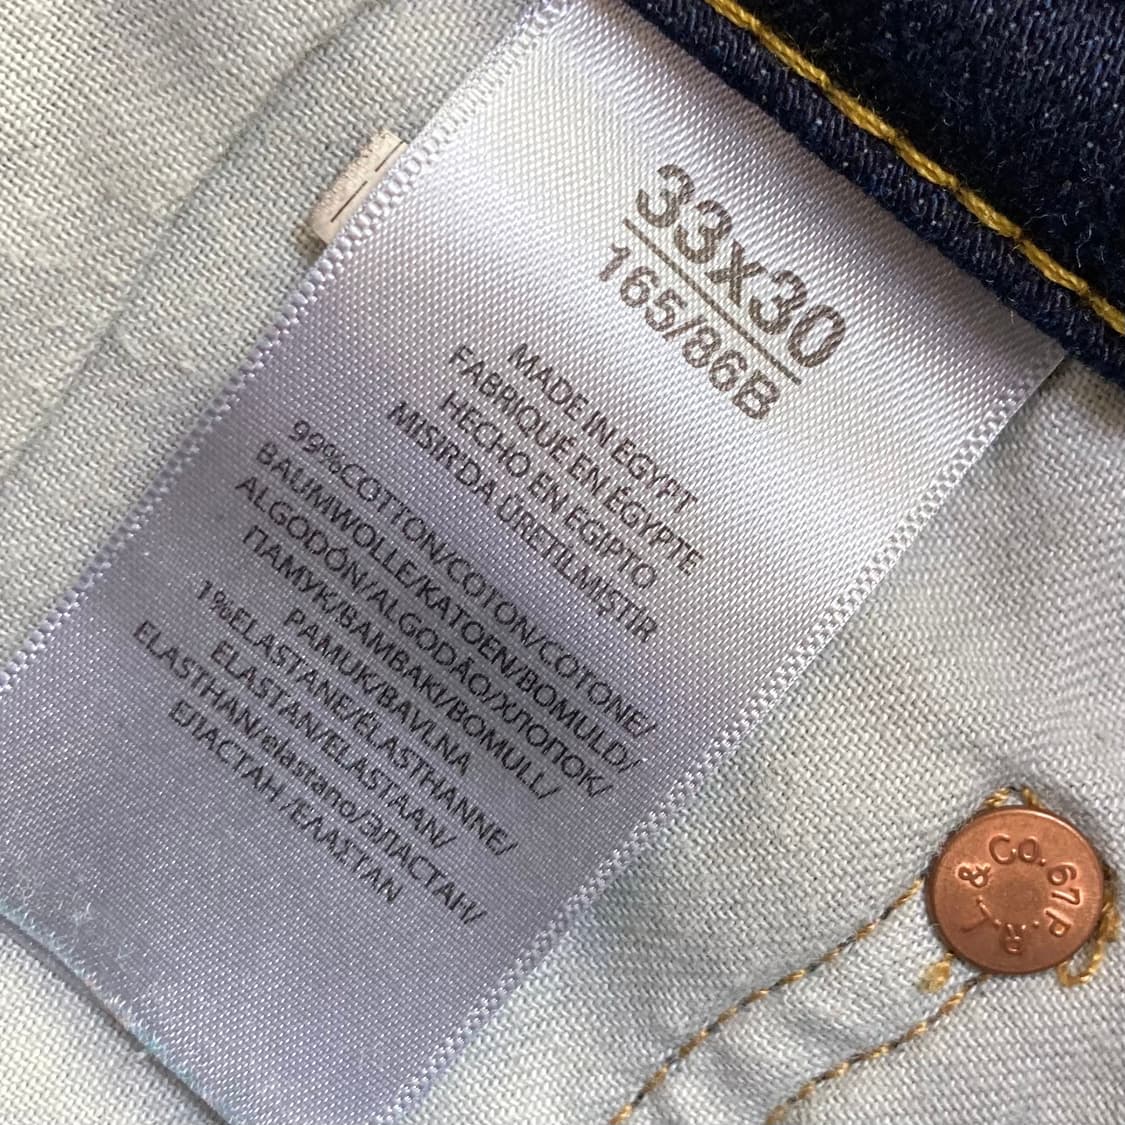 33x30
165/86B
MADE IN EGYPT
FABRIQUÉ EN ÉGYPTE
HECHO EN EGIPTO
MISIR'DA ÜRETILMIŞTIR
99%COTTON/COTON/COTONE/
BAUMWOLLE/KATOEN/BOMULD/
ALGODÓN/ALGODÃO/ХЛОПОК/
ПАМУК/BAMBAKI/BOMULL/
PAMUK/BAVLNA
1%ELASTANE/ÉLASTHANNE/
ELASTAN/ELASTAAN/
ELASTHAN/elastano/ЭЛАСТАН/
ЕЛАСТАН /ΕΛΑΣΤΑΝ
P. R.L. & Co. 67